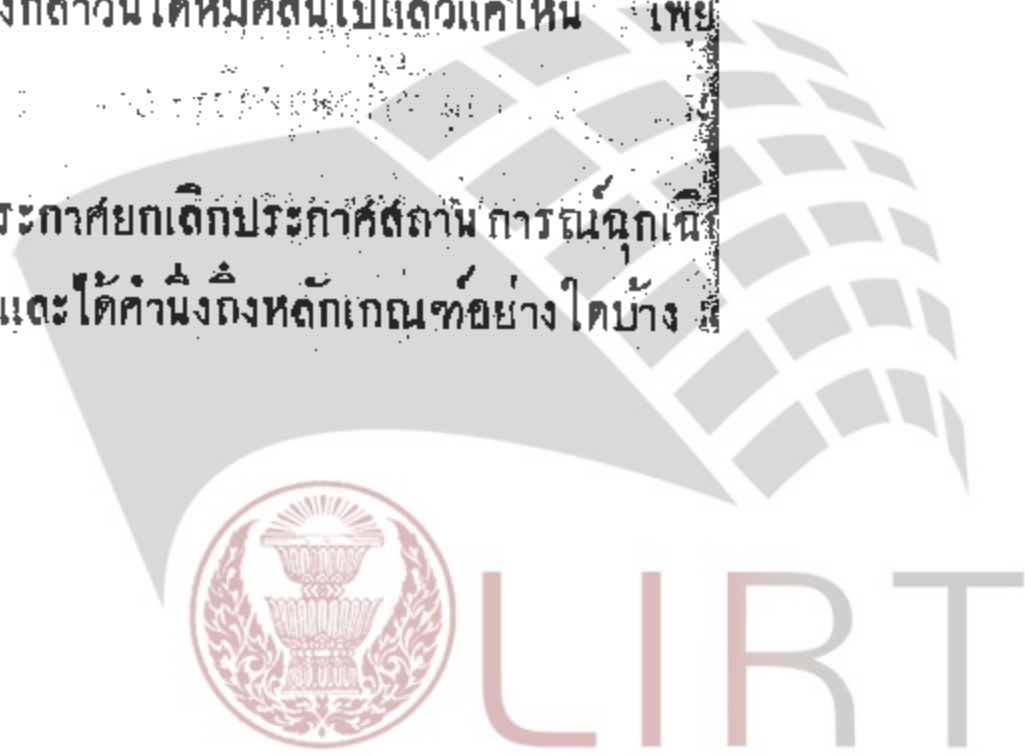 งกล่าวนี้ได้หมดสิ้นไปแล้วแค่ไหน เพีย
ระกาศยกเลิกประกาศสถานการณ์ฉุกเฉิ
และได้คำนึงถึงหลักเกณฑ์อย่างใดบ้าง
LIRT